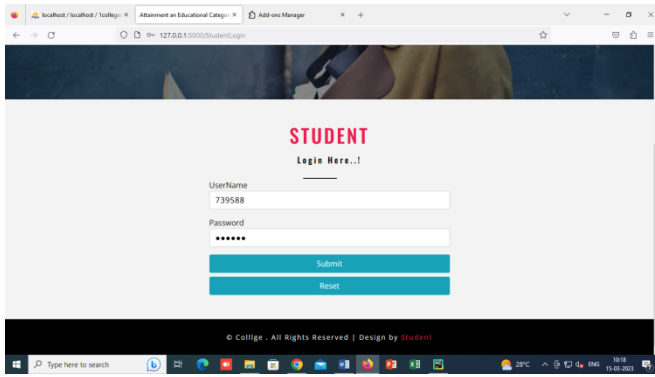 localhost / localhost / 1college
Attainment an Educational Categor
Add-ons Manager
127.0.0.1:5000/StudentLogin
STUDENT
Login Here..!
UserName
739588
Password
••••••
Submit
Reset
© Collge . All Rights Reserved | Design by Student
Type here to search
28°C
ENG
10:18
15-03-2023